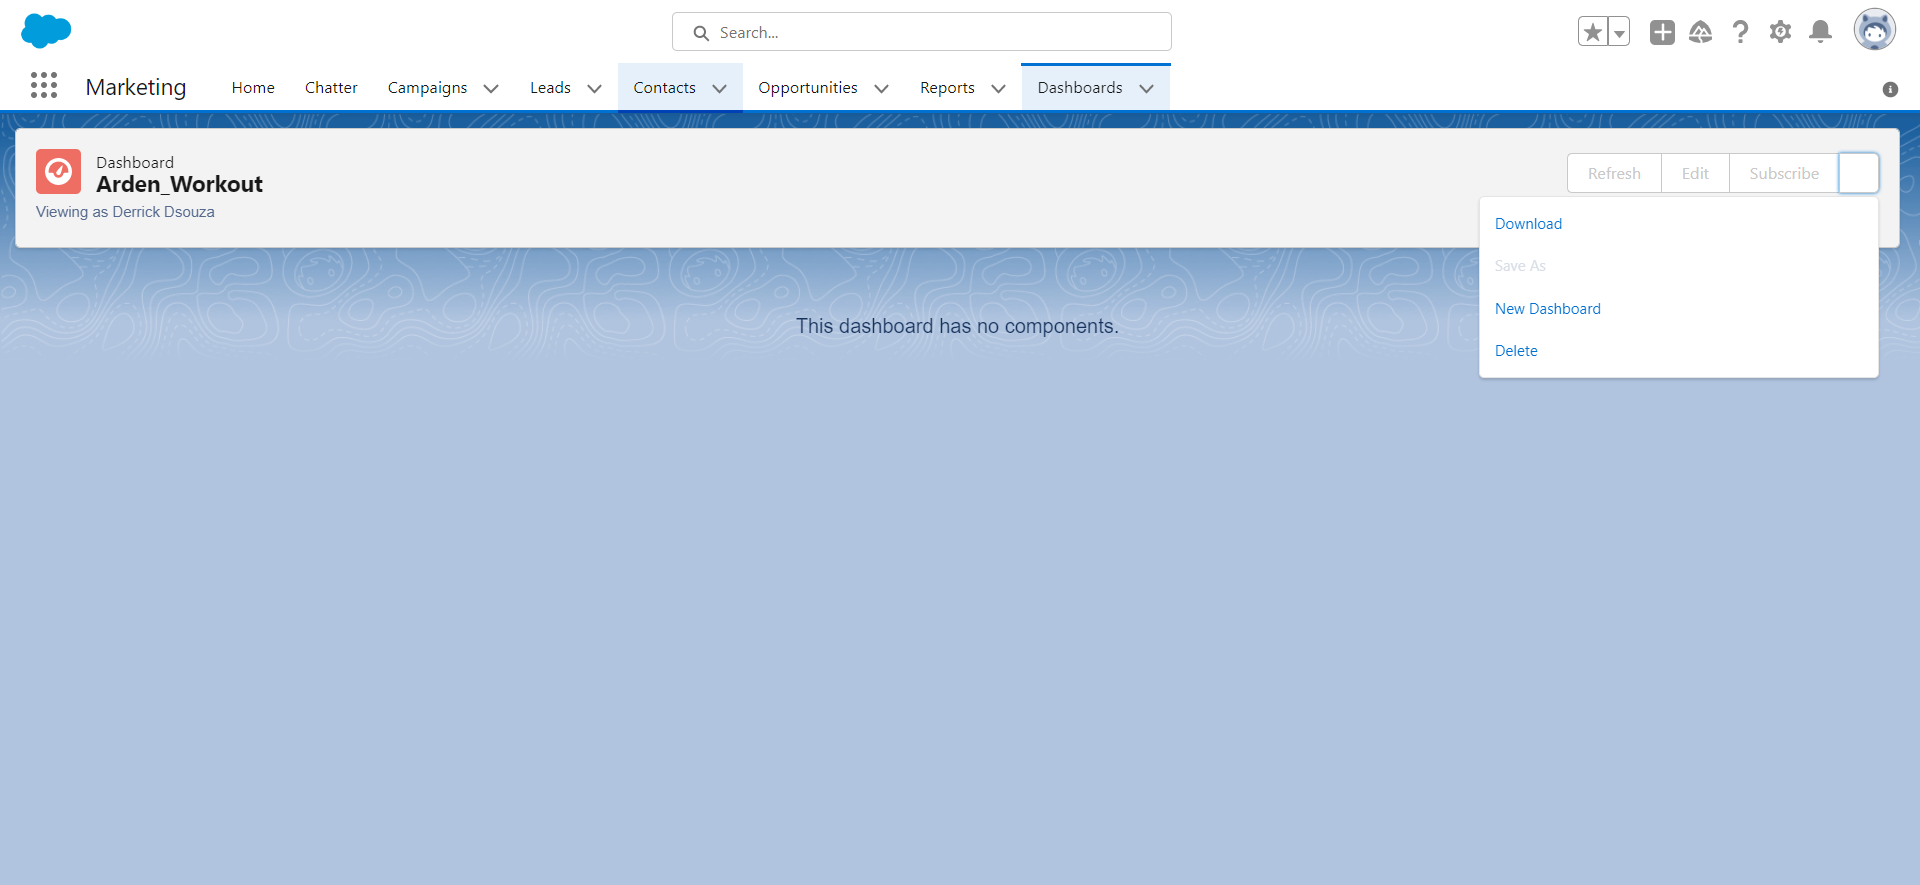 Search...
Marketing
Home
Chatter
Campaigns
Leads
Contacts
Opportunities
Reports
Dashboards
Dashboard
Arden_Workout
Viewing as Derrick Dsouza
Refresh
Edit
Subscribe
Download
Save As
New Dashboard
Delete
This dashboard has no components.